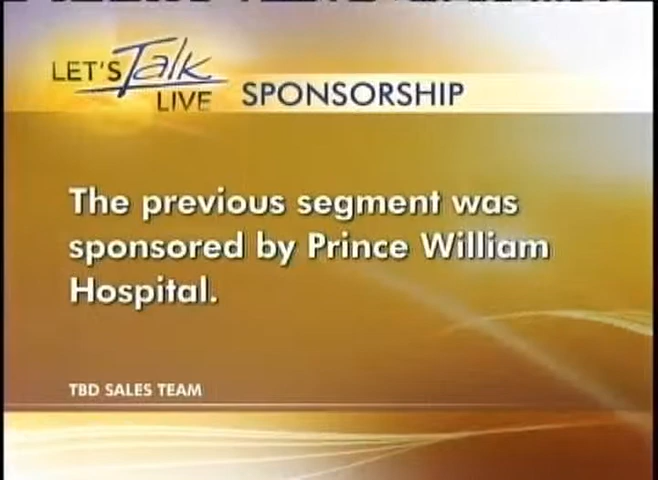 LET'S Talk
LIVE SPONSORSHIP
The previous segment was
sponsored by Prince William
Hospital.
TBD SALES TEAM